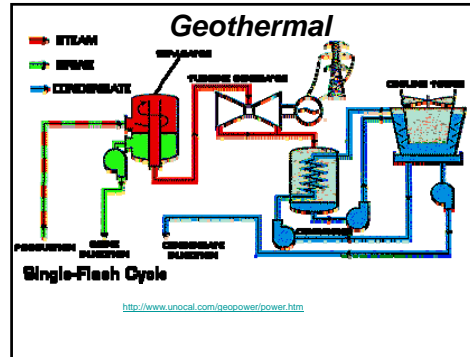 Geothermal
STEAM
BRINE
CONDENSATE
SEPARATOR
TURBINE GENERATOR
COOLING TOWER
PRODUCTION
BRINE
INJECTION
CONDENSATE
INJECTION
CONDENSER
Single-Flash Cycle
http://www.unocal.com/geopower/power.htm